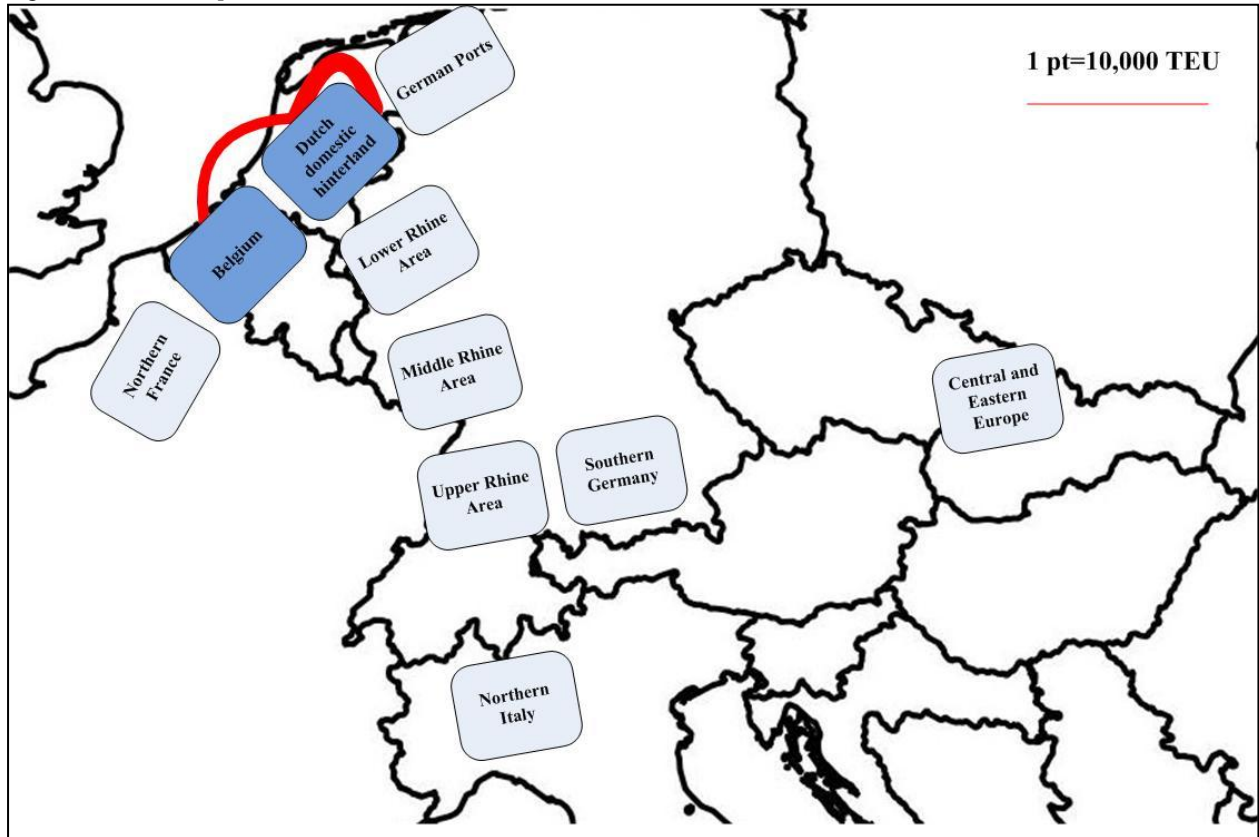 1 pt=10,000 TEU
German Ports
Dutch
domestic
hinterland
Belgium
Lower Rhine
Area
Northern
France
Middle Rhine
Area
Central and
Eastern
Europe
Upper Rhine
Area
Southern
Germany
Northern
Italy